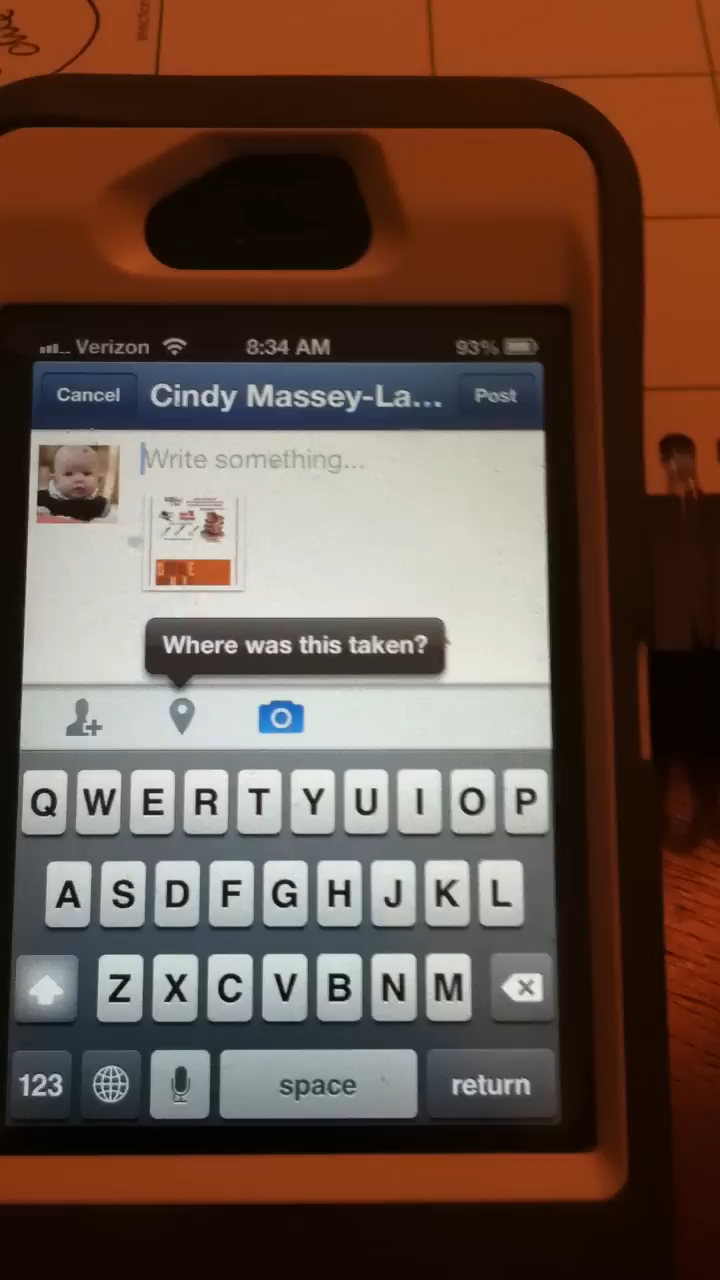 Verizon 8:34 AM 93%
Cancel Cindy Massey-La... Post
Write something...
Where was this taken?
Q W E R T Y U I O P
A S D F G H J K L
Z X C V B N M
123 space return